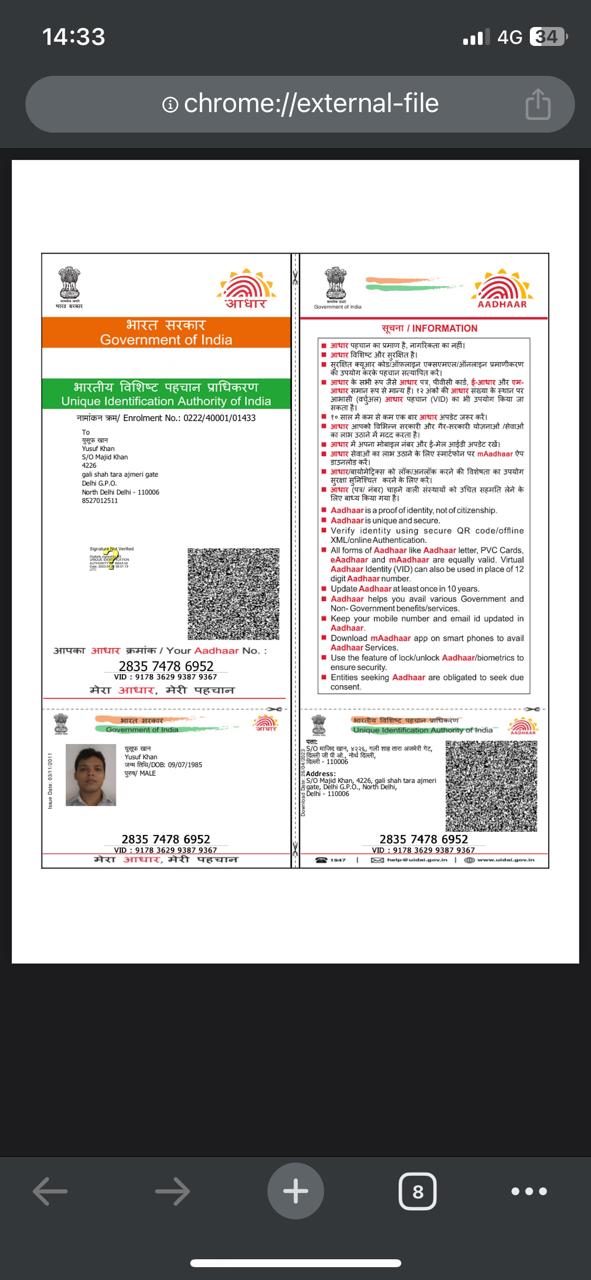 14:33
4G 34
chrome://external-file
भारत सरकार
आधार
भारत सरकार
Government of India
भारतीय विशिष्ट पहचान प्राधिकरण
Unique Identification Authority of India
नामांकन क्रम/ Enrolment No.: 0222/40001/01433
To
युसूफ खान
Yusuf Khan
S/O Majid Khan
4226
gali shah tara ajmeri gate
Delhi G.P.O.
North Delhi Delhi - 110006
8527012511
Signature Not Verified
आपका आधार क्रमांक / Your Aadhaar No. :
2835 7478 6952
VID : 9178 3629 9387 9367
मेरा आधार, मेरी पहचान
Government of India
AADHAAR
सूचना / INFORMATION
आधार पहचान का प्रमाण है, नागरिकता का नहीं।
आधार विशिष्ट और सुरक्षित है।
सुरक्षित क्यूआर कोड/ऑफ़लाइन एक्सएमएल/ऑनलाइन प्रमाणीकरण
का उपयोग करके पहचान सत्यापित करें।
आधार के सभी रूप जैसे आधार पत्र, पीवीसी कार्ड, ई-आधार और एम-
आधार समान रूप से मान्य हैं। १२ अंकों की आधार संख्या के स्थान पर
आभासी (वर्चुअल) आधार पहचान (VID) का भी उपयोग किया जा
सकता है।
१० साल में कम से कम एक बार आधार अपडेट जरूर करें।
आधार आपको विभिन्न सरकारी और गैर-सरकारी योजनाओं /सेवाओं
का लाभ उठाने में मदद करता है।
आधार में अपना मोबाइल नंबर और ई-मेल आईडी अपडेट रखें।
आधार सेवाओं का लाभ उठाने के लिए स्मार्टफोन पर mAadhaar ऐप
डाउनलोड करें।
आधार/बायोमेट्रिक्स को लॉक/अनलॉक करने की विशेषता का उपयोग
सुरक्षा सुनिश्चित करने के लिए करें।
आधार (पत्र/ नंबर) चाहने वाली संस्थायों को उचित सहमति लेने के
लिए बाध्य किया गया है।
Aadhaar is a proof of identity, not of citizenship.
Aadhaar is unique and secure.
Verify identity using secure QR code/offline
XML/online Authentication.
All forms of Aadhaar like Aadhaar letter, PVC Cards,
eAadhaar and mAadhaar are equally valid. Virtual
Aadhaar Identity (VID) can also be used in place of 12
digit Aadhaar number.
Update Aadhaar at least once in 10 years.
Aadhaar helps you avail various Government and
Non- Government benefits/services.
Keep your mobile number and email id updated in
Aadhaar.
Download mAadhaar app on smart phones to avail
Aadhaar Services.
Use the feature of lock/unlock Aadhaar/biometrics to
ensure security.
Entities seeking Aadhaar are obligated to seek due
consent.
भारत सरकार
Government of India
आधार
Issue Date: 03/11/2011
युसूफ खान
Yusuf Khan
जन्म तिथि/DOB: 09/07/1985
पुरुष/ MALE
2835 7478 6952
VID : 9178 3629 9387 9367
मेरा आधार, मेरी पहचान
भारतीय विशिष्ट पहचान प्राधिकरण
Unique Identification Authority of India
AADHAAR
पता:
S/O माजिद खान, ४२२६, गली शाह तारा अजमेरी गेट,
दिल्ली जी पी ओ., नोर्थ दिल्ली,
दिल्ली - 110006
Address:
S/O Majid Khan, 4226, gali shah tara ajmeri
gate, Delhi G.P.O., North Delhi,
Delhi - 110006
2835 7478 6952
VID : 9178 3629 9387 9367
1947 | help@uidai.gov.in | www.uidai.gov.in
8